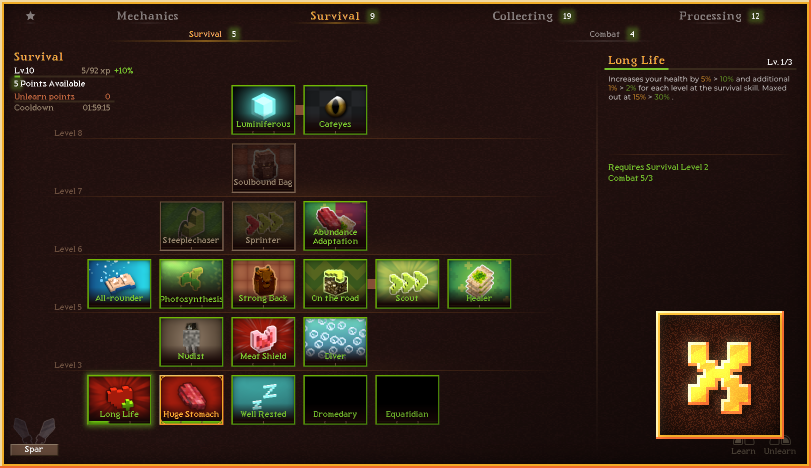 Mechanics
Survival 9
Collecting 19
Processing 12
Survival 5
Combat 4
Survival
Lv.10 5/92 xp +10%
5 Points Available
Unlearn points 0
Cooldown 01:59:15
Luminiferous
Cateyes
Level 8
Soulbound Bag
Level 7
Steeplechaser
Sprinter
Abundance
Adaptation
Level 6
All-rounder
Photosynthesis
Strong Back
On the road
Scout
Healer
Level 5
Nudist
Meat Shield
Diver
Level 3
Long Life
Huge Stomach
Well Rested
Dromedary
Equatidian
Spar
Long Life Lv. 1/3
Increases your health by 5% > 10% and additional
1% > 2% for each level at the survival skill. Maxed
out at 15% > 30% .
Requires Survival Level 2
Combat 5/3
Learn
Unlearn